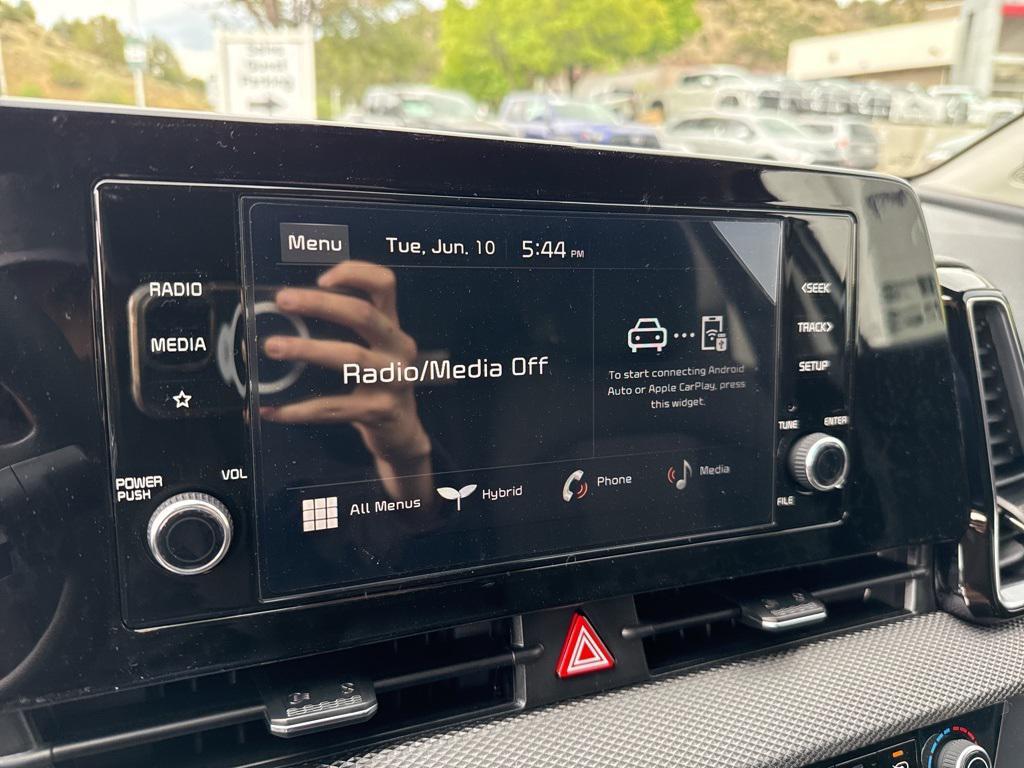 Menu
Tue, Jun. 10
5:44 PM
RADIO
MEDIA
POWER
PUSH
VOL
Radio/Media Off
To start connecting Android
Auto or Apple CarPlay, press
this widget.
All Menus
Hybrid
Phone
Media
<SEEK
TRACK>
SETUP
TUNE
ENTER
FILE